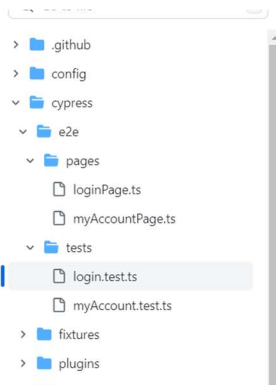 .github
config
cypress
e2e
pages
loginPage.ts
myAccountPage.ts
tests
login.test.ts
myAccount.test.ts
fixtures
plugins